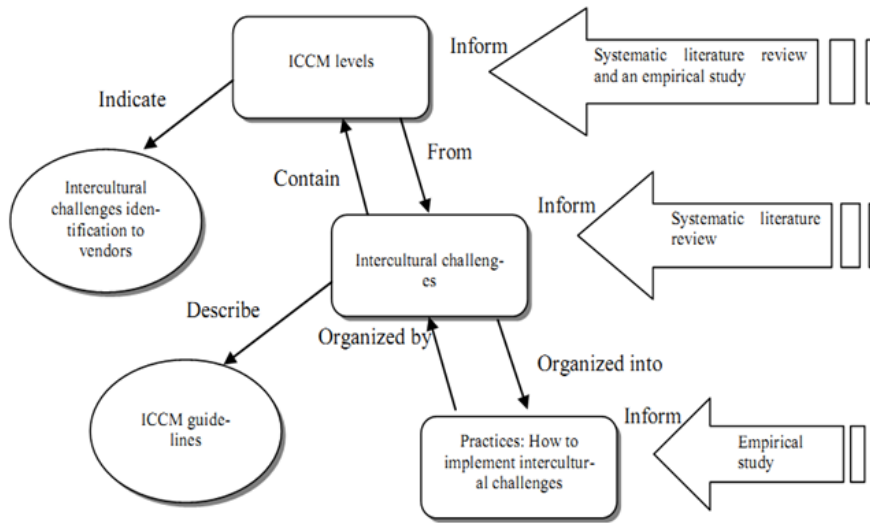 ICCM levels
Inform
Systematic literature review
and an empirical study
Indicate
From
Contain
Intercultural
challenges iden-
tification to
vendors
Inform
Systematic literature
review
Intercultural challeng-
es
Describe
Organized by
Organized into
ICCM guide-
lines
Inform
Practices: How to
implement intercultur-
al challenges
Empirical
study